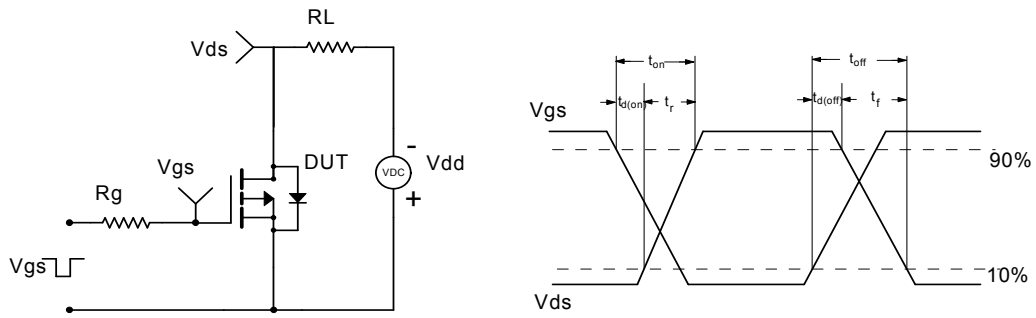 RL
Vds
Vgs
DUT
-
VDC
Vdd
+
Rg
Vgs
ton
toff
td(on)
tr
td(off)
tf
Vgs
90%
10%
Vds